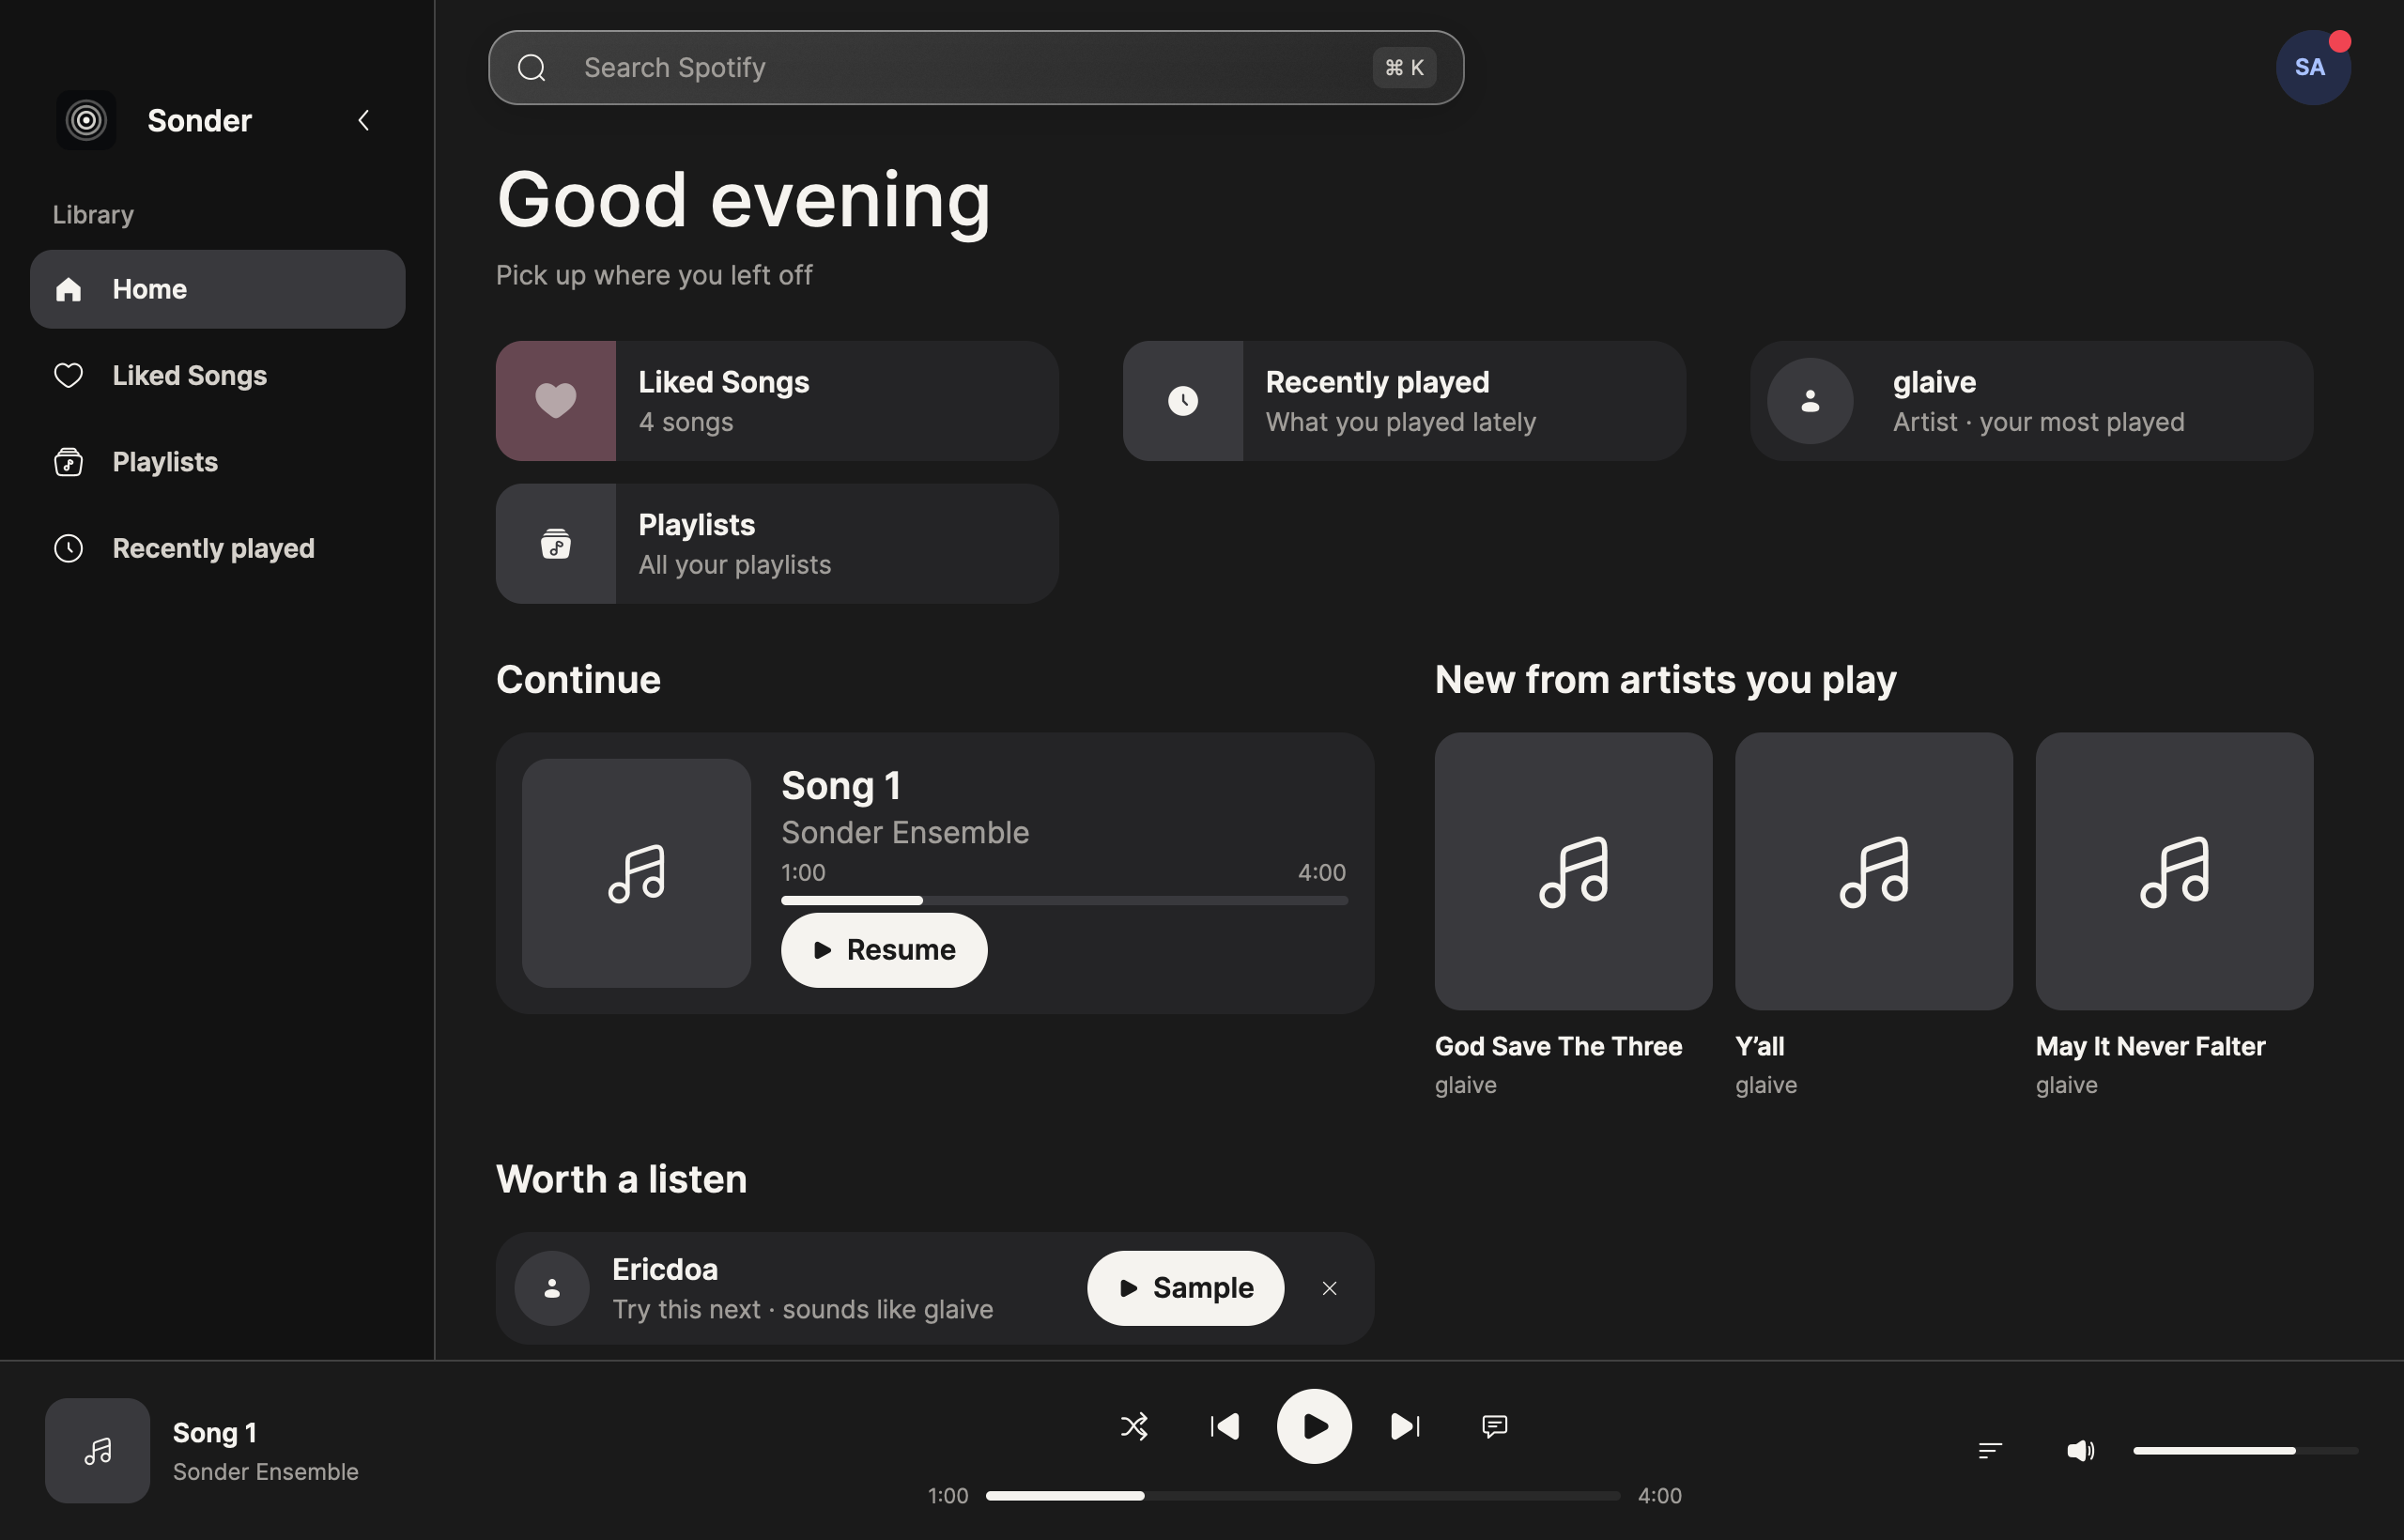 Search Spotify
⌘ K
SA
Sonder
Library
Home
Liked Songs
Playlists
Recently played
Good evening
Pick up where you left off
Liked Songs
4 songs
Recently played
What you played lately
glaive
Artist · your most played
Playlists
All your playlists
Continue
Song 1
Sonder Ensemble
1:00
4:00
Resume
New from artists you play
God Save The Three
glaive
Y’all
glaive
May It Never Falter
glaive
Worth a listen
Ericdoa
Try this next · sounds like glaive
Sample
Song 1
Sonder Ensemble
1:00
4:00